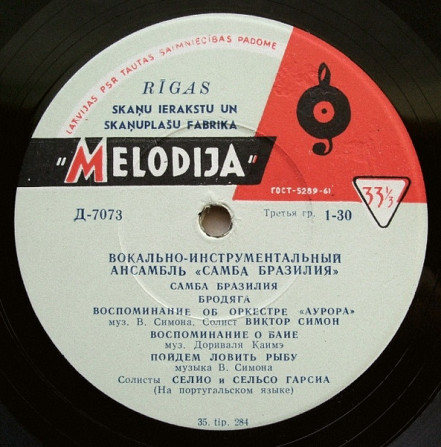 LATVIJAS PSR TAUTAS SAIMNIECĪBAS PADOME
RĪGAS
SKAŅU IERAKSTU UN
SKAŅUPLAŠU FABRIKA
"MELODIJA"
ГОСТ-5289-61
33⅓
Д-7073
Третья гр. 1-30
ВОКАЛЬНО-ИНСТРУМЕНТАЛЬНЫЙ
АНСАМБЛЬ «САМБА БРАЗИЛИЯ»
САМБА БРАЗИЛИЯ
БРОДЯГА
ВОСПОМИНАНИЕ ОБ ОРКЕСТРЕ «АУРОРА»
муз. В. Симона, Солист ВИКТОР СИМОН
ВОСПОМИНАНИЕ О БАИЕ
муз. Дориваля Каимэ
ПОЙДЕМ ЛОВИТЬ РЫБУ
музыка В. Симона
Солисты СЕЛИО и СЕЛЬСО ГАРСИА
(На португальском языке)
35. tip. 284